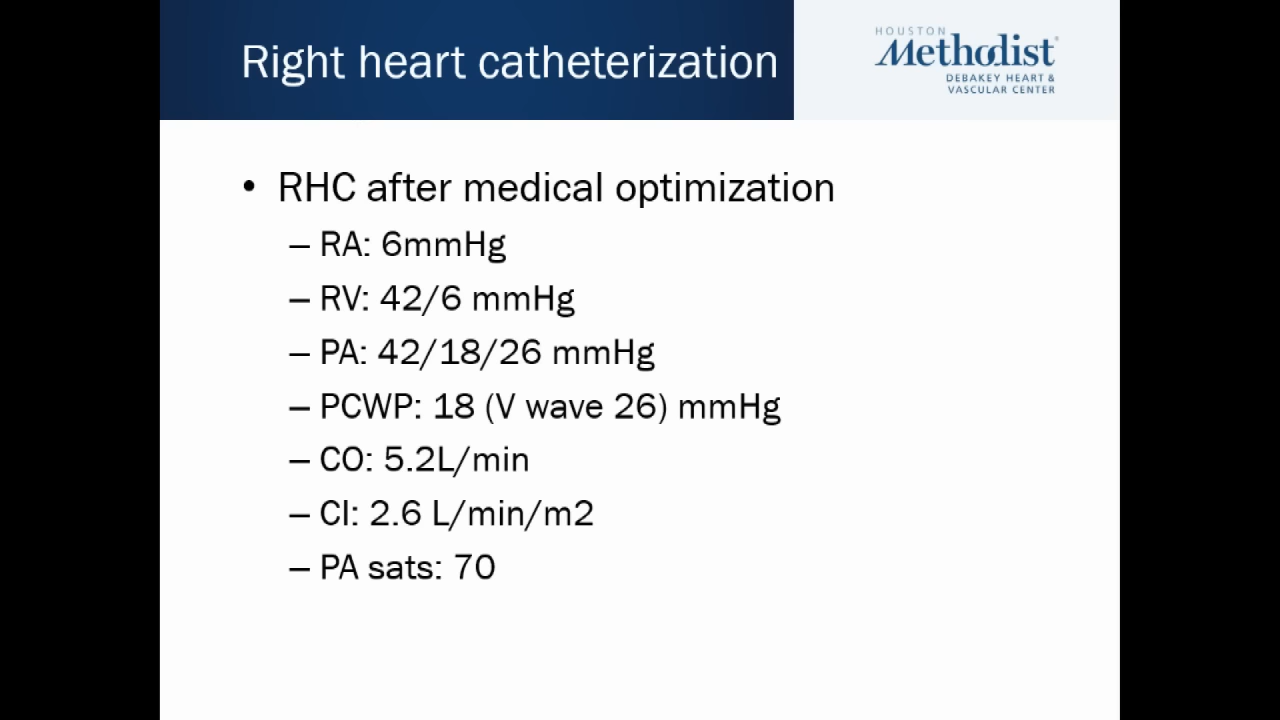 Right heart catheterization
HOUSTON
Methodist®
DEBAKEY HEART &
VASCULAR CENTER
• RHC after medical optimization
– RA: 6mmHg
– RV: 42/6 mmHg
– PA: 42/18/26 mmHg
– PCWP: 18 (V wave 26) mmHg
– CO: 5.2L/min
– CI: 2.6 L/min/m2
– PA sats: 70